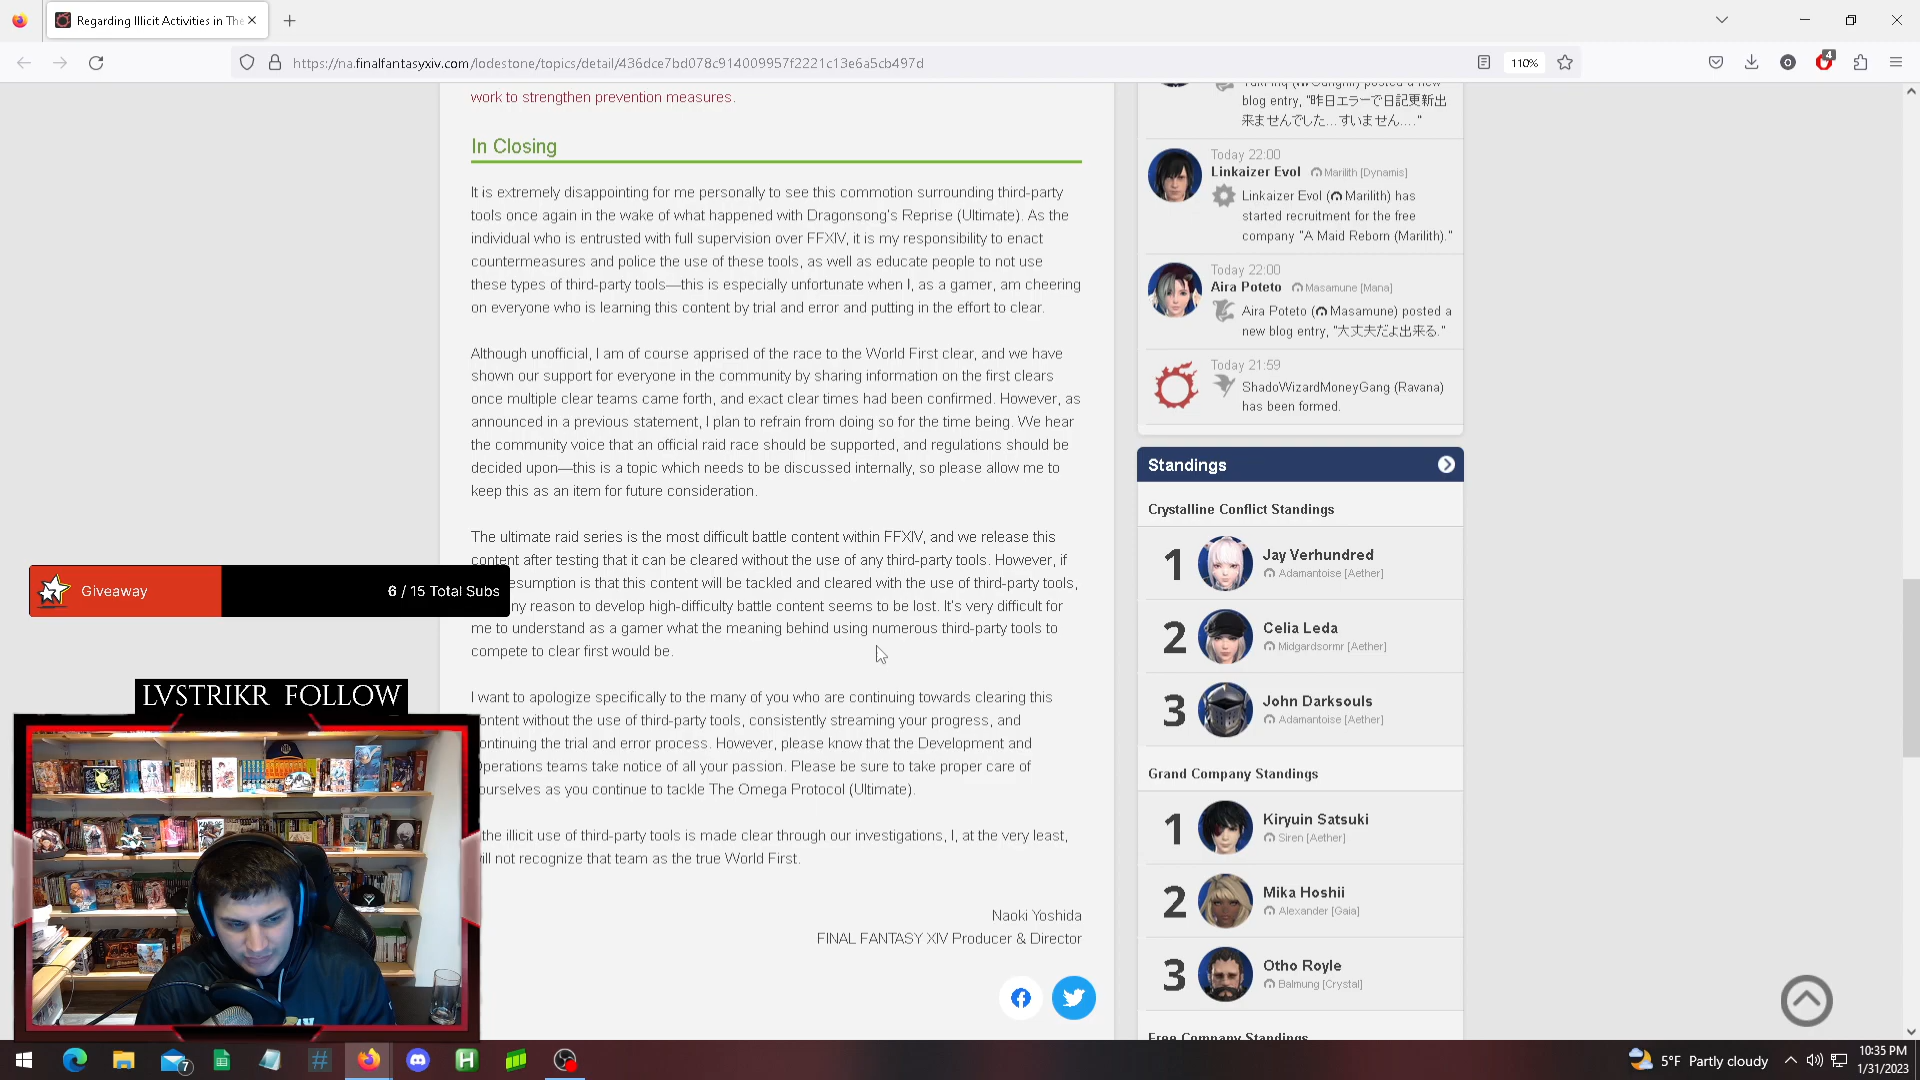 Regarding Illicit Activities in The
https://na.finalfantasyxiv.com/lodestone/topics/detail/436dce7bd078c914009957f2221c13e6a5cb497d
110%
4
work to strengthen prevention measures.
In Closing
It is extremely disappointing for me personally to see this commotion surrounding third-party
tools once again in the wake of what happened with Dragonsong's Reprise (Ultimate). As the
individual who is entrusted with full supervision over FFXIV, it is my responsibility to enact
countermeasures and police the use of these tools, as well as educate people to not use
these types of third-party tools—this is especially unfortunate when I, as a gamer, am cheering
on everyone who is learning this content by trial and error and putting in the effort to clear.
Although unofficial, I am of course apprised of the race to the World First clear, and we have
shown our support for everyone in the community by sharing information on the first clears
once multiple clear teams came forth, and exact clear times had been confirmed. However, as
announced in a previous statement, I plan to refrain from doing so for the time being. We hear
the community voice that an official raid race should be supported, and regulations should be
decided upon—this is a topic which needs to be discussed internally, so please allow me to
keep this as an item for future consideration.
The ultimate raid series is the most difficult battle content within FFXIV, and we release this
content after testing that it can be cleared without the use of any third-party tools. However, if
esumption is that this content will be tackled and cleared with the use of third-party tools,
ny reason to develop high-difficulty battle content seems to be lost. It's very difficult for
me to understand as a gamer what the meaning behind using numerous third-party tools to
compete to clear first would be.
I want to apologize specifically to the many of you who are continuing towards clearing this
ontent without the use of third-party tools, consistently streaming your progress, and
ontinuing the trial and error process. However, please know that the Development and
perations teams take notice of all your passion. Please be sure to take proper care of
ourselves as you continue to tackle The Omega Protocol (Ultimate).
the illicit use of third-party tools is made clear through our investigations, I, at the very least,
ill not recognize that team as the true World First.
Naoki Yoshida
FINAL FANTASY XIV Producer & Director
blog entry, "昨日エラーで日記更新出
来ませんでした…すいません…."
Today 22:00
Linkaizer Evol Marilith [Dynamis]
Linkaizer Evol (Marilith) has
started recruitment for the free
company "A Maid Reborn (Marilith)."
Today 22:00
Aira Poteto Masamune [Mana]
Aira Poteto (Masamune) posted a
new blog entry, "大丈夫だよ出来る."
Today 21:59
ShadoWizardMoneyGang (Ravana)
has been formed.
Standings
Crystalline Conflict Standings
1 Jay Verhundred
Adamantoise [Aether]
2 Celia Leda
Midgardsormr [Aether]
3 John Darksouls
Adamantoise [Aether]
Grand Company Standings
1 Kiryuin Satsuki
Siren [Aether]
2 Mika Hoshii
Alexander [Gaia]
3 Otho Royle
Balmung [Crystal]
Free Company Standings
Giveaway
6 / 15 Total Subs
LVSTRIKR FOLLOW
7
5°F Partly cloudy
10:35 PM
1/31/2023